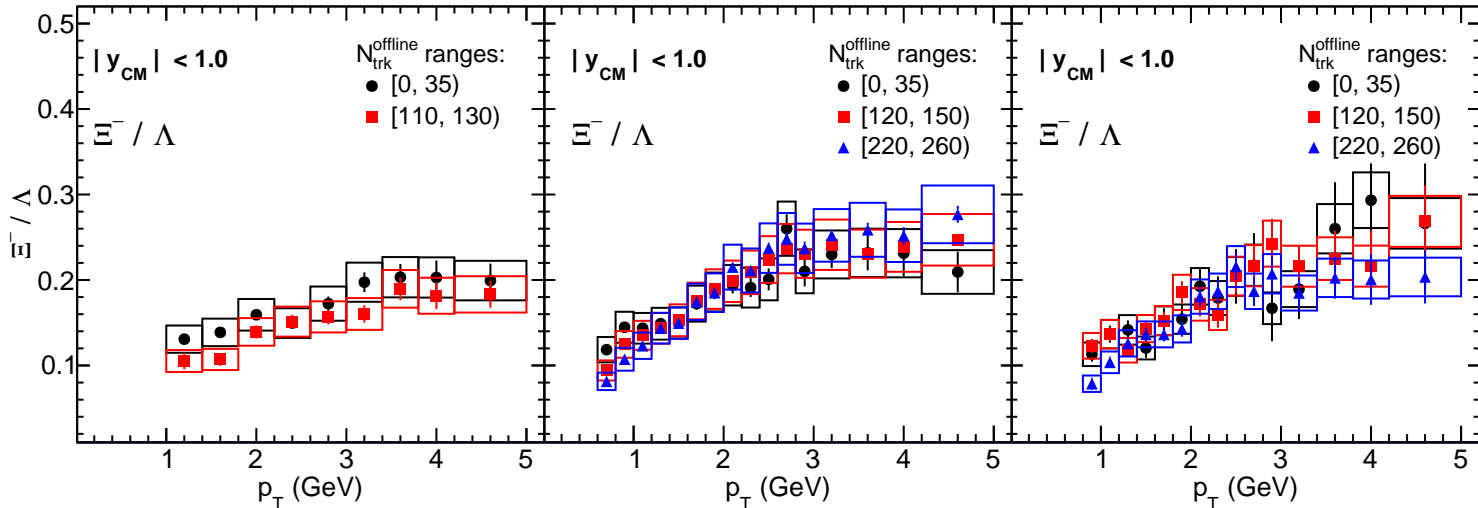 Ξ⁻ / Λ
0.5
0.4
0.3
0.2
0.1
| y_CM | < 1.0
N_trk^offline ranges:
[0, 35)
[110, 130)
Ξ⁻ / Λ
1 2 3 4 5
p_T (GeV)
| y_CM | < 1.0
N_trk^offline ranges:
[0, 35)
[120, 150)
[220, 260)
Ξ⁻ / Λ
1 2 3 4 5
p_T (GeV)
| y_CM | < 1.0
N_trk^offline ranges:
[0, 35)
[120, 150)
[220, 260)
Ξ⁻ / Λ
1 2 3 4 5
p_T (GeV)